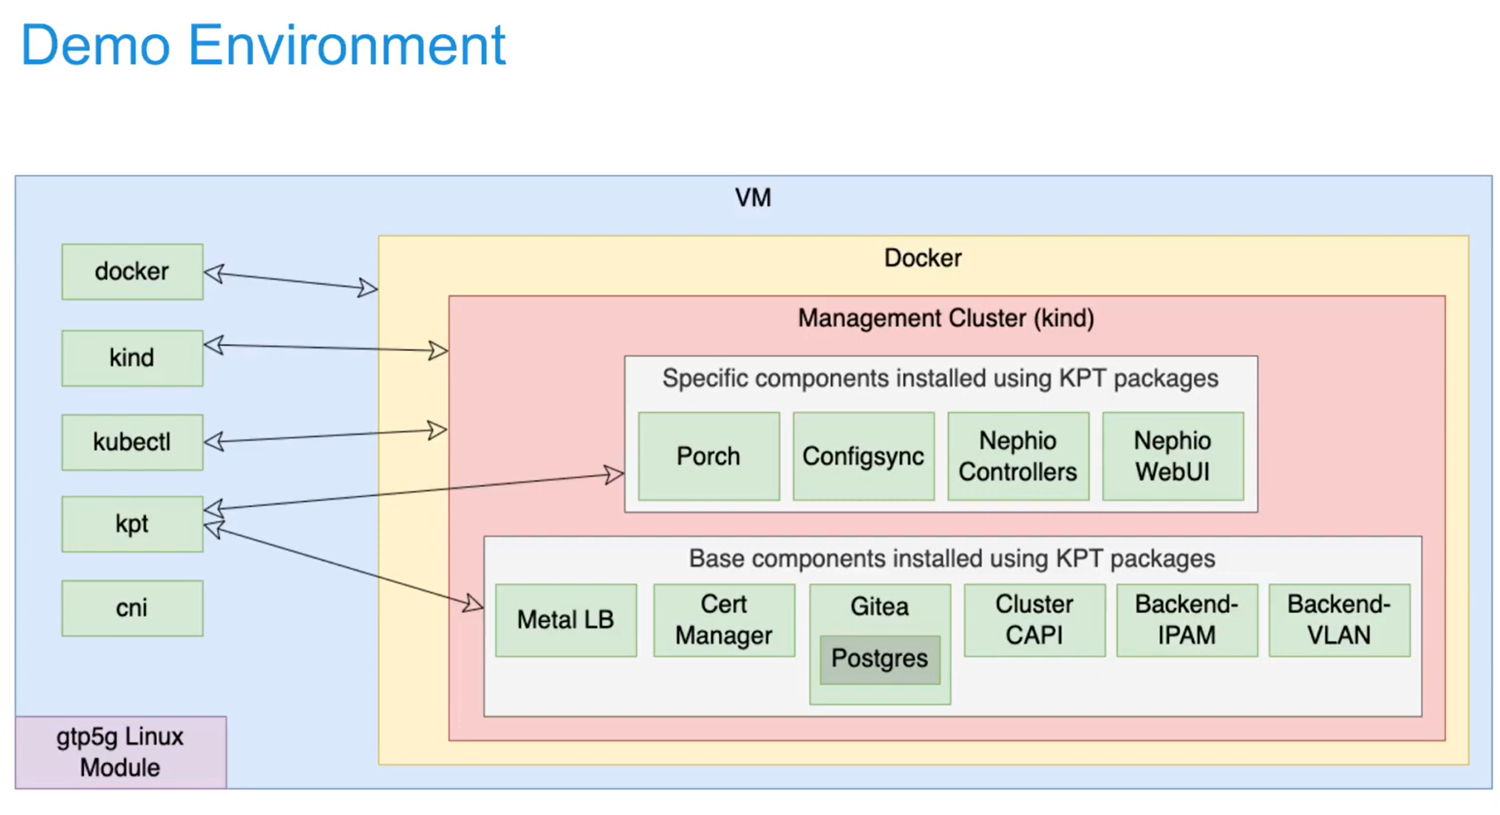 Demo Environment
VM
docker
kind
kubectl
kpt
cni
gtp5g Linux
Module
Docker
Management Cluster (kind)
Specific components installed using KPT packages
Porch
Configsync
Nephio
Controllers
Nephio
WebUI
Base components installed using KPT packages
Metal LB
Cert
Manager
Gitea
Postgres
Cluster
CAPI
Backend-
IPAM
Backend-
VLAN